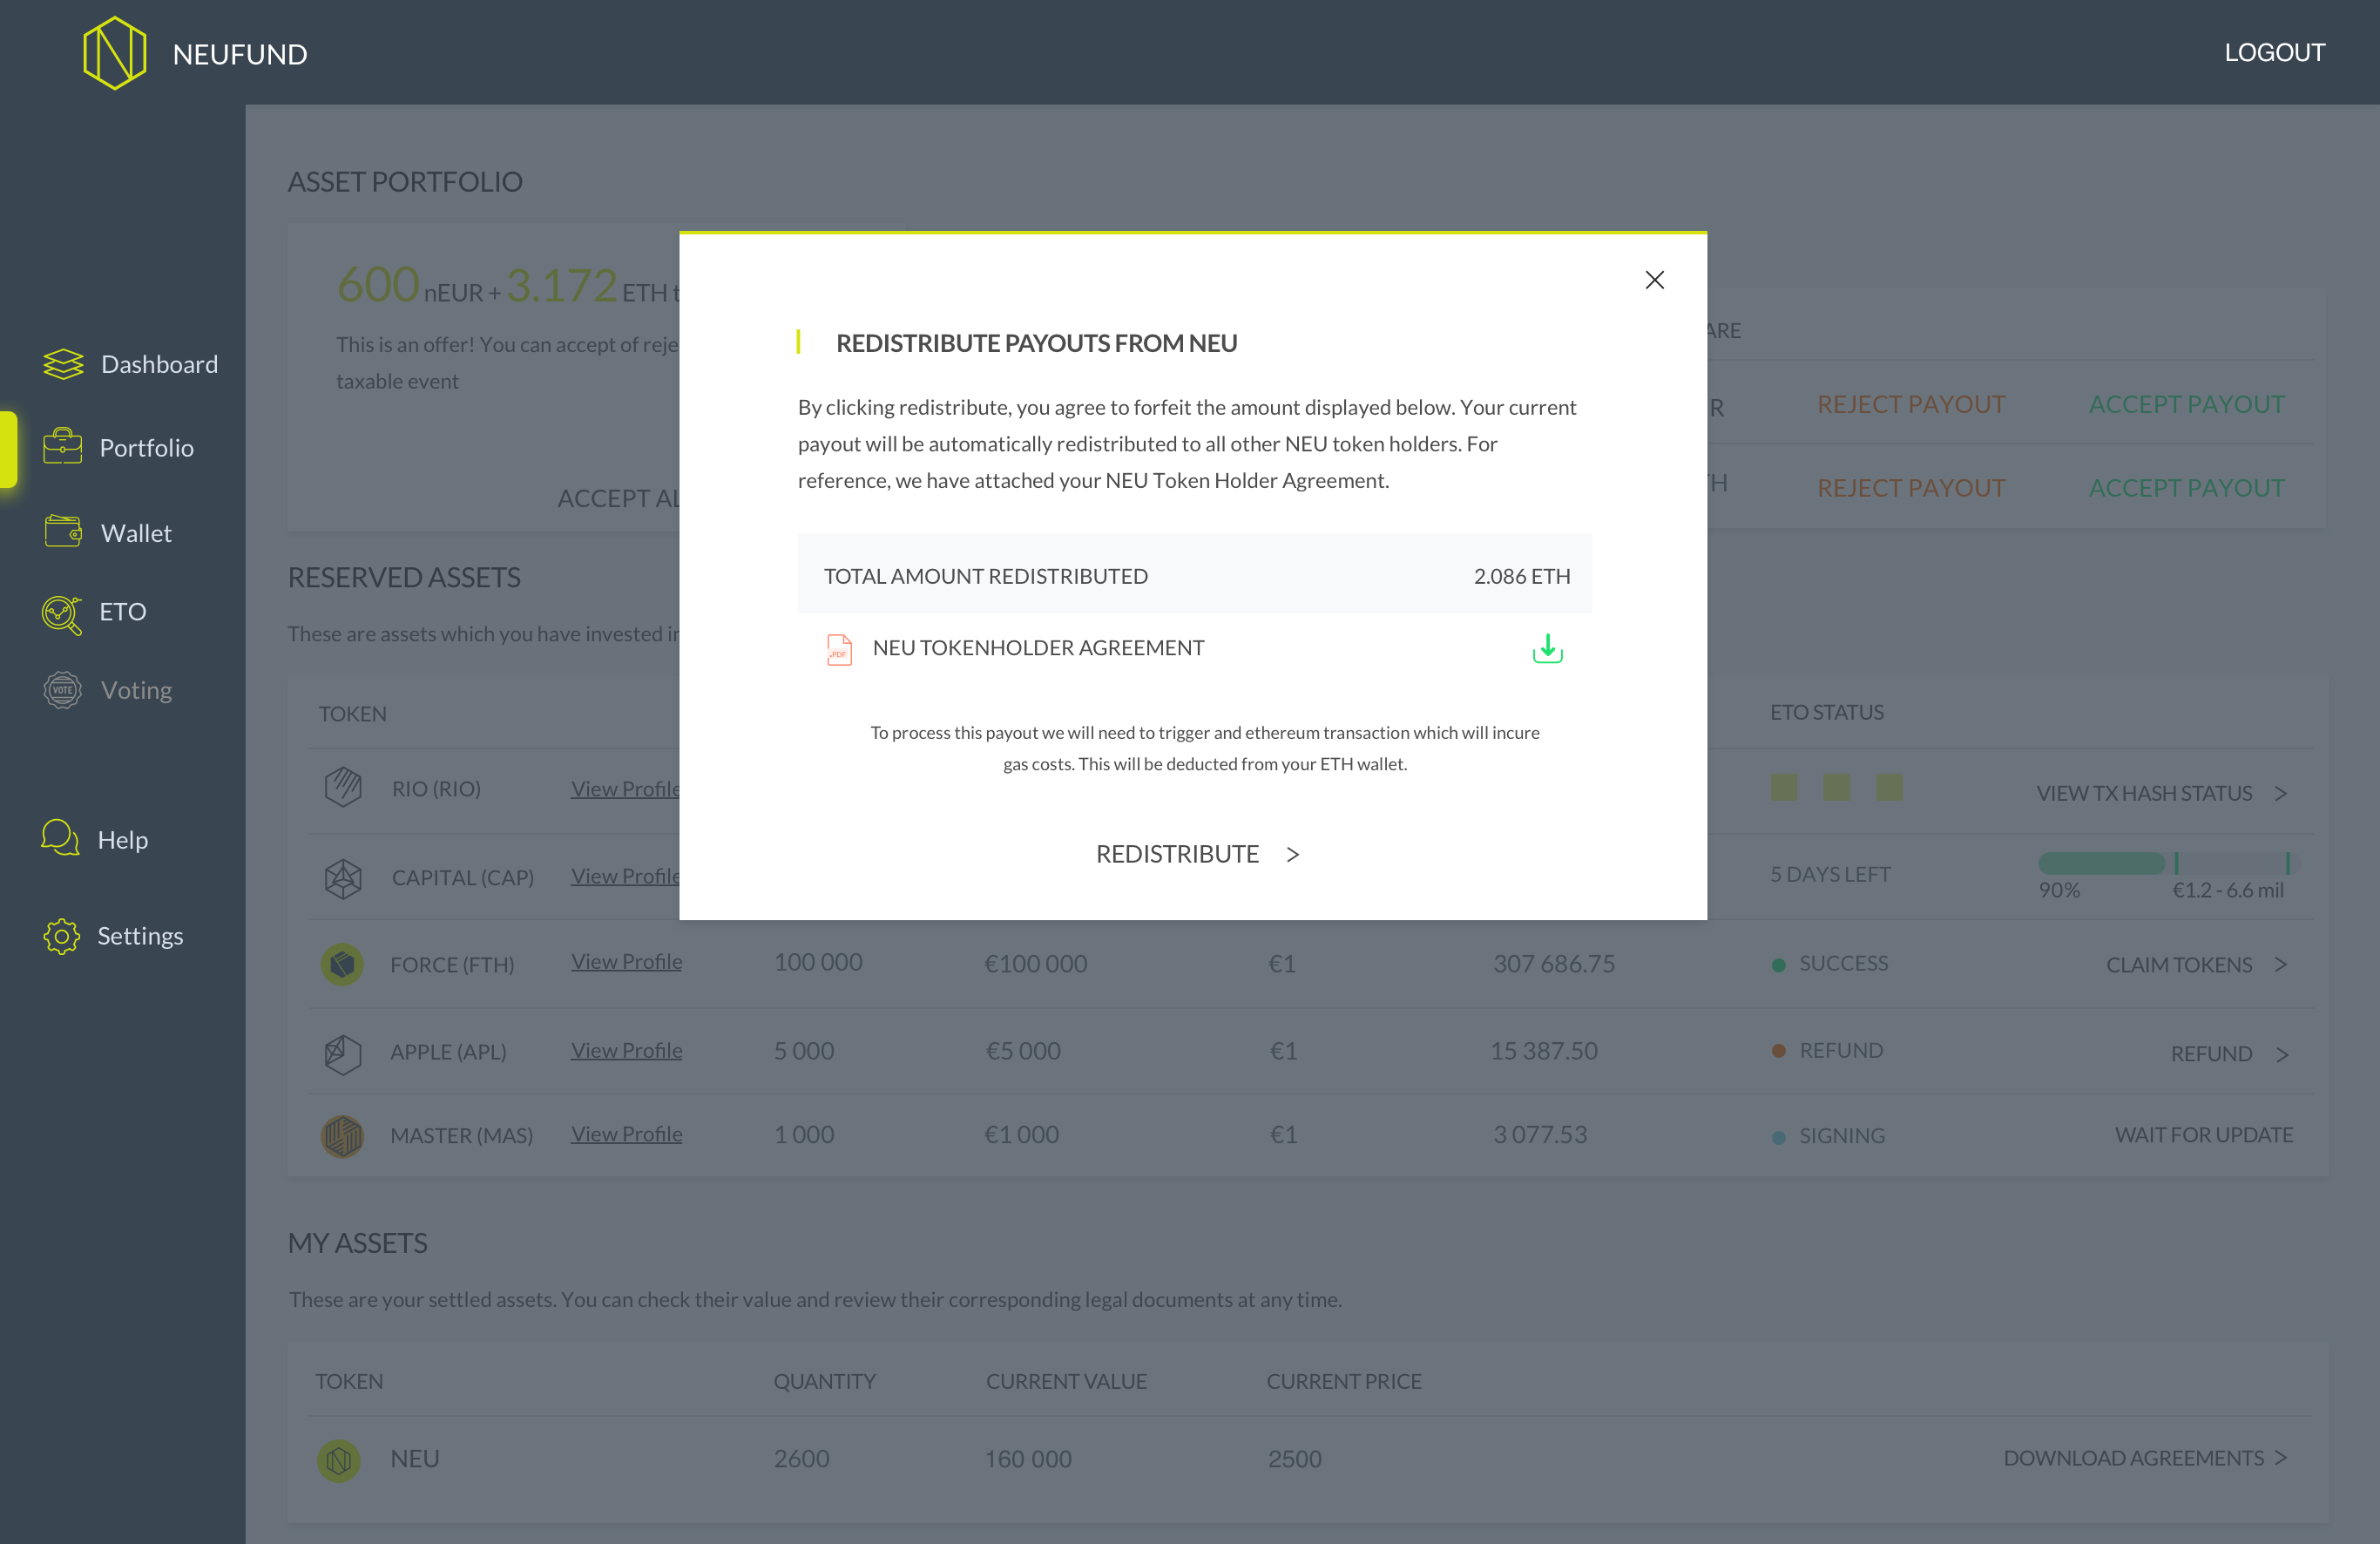 NEUFUND
LOGOUT
Dashboard
Portfolio
Wallet
ETO
VOTE
Voting
Help
Settings
ASSET PORTFOLIO
600 nEUR + 3.172 ETH
This is an offer! You can accept of
taxable event
ACCEPT
REJECT PAYOUT ACCEPT PAYOUT
REJECT PAYOUT ACCEPT PAYOUT
REDISTRIBUTE PAYOUTS FROM NEU
By clicking redistribute, you agree to forfeit the amount displayed below. Your current
payout will be automatically redistributed to all other NEU token holders. For
reference, we have attached your NEU Token Holder Agreement.
TOTAL AMOUNT REDISTRIBUTED 2.086 ETH
.PDF
NEU TOKENHOLDER AGREEMENT
To process this payout we will need to trigger and ethereum transaction which will incure
gas costs. This will be deducted from your ETH wallet.
REDISTRIBUTE >
RESERVED ASSETS
These are assets which you have invested
TOKEN ETO STATUS
RIO (RIO) View Profile VIEW TX HASH STATUS >
CAPITAL (CAP) View Profile 5 DAYS LEFT
90% €1.2 - 6.6 mil
FORCE (FTH) View Profile 100 000 €100 000 €1 307 686.75 SUCCESS CLAIM TOKENS >
APPLE (APL) View Profile 5 000 €5 000 €1 15 387.50 REFUND REFUND >
MASTER (MAS) View Profile 1 000 €1 000 €1 3 077.53 SIGNING WAIT FOR UPDATE
MY ASSETS
These are your settled assets. You can check their value and review their corresponding legal documents at any time.
TOKEN QUANTITY CURRENT VALUE CURRENT PRICE
NEU 2600 160 000 2500 DOWNLOAD AGREEMENTS >